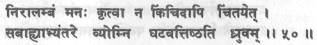 निरालम्बं मनः कृत्वा न किंचिदपि चिंतयेत् ।
सबाह्याभ्यंतरे व्योम्नि घटवत्तिष्ठति ध्रुवम् ॥ ५० ॥